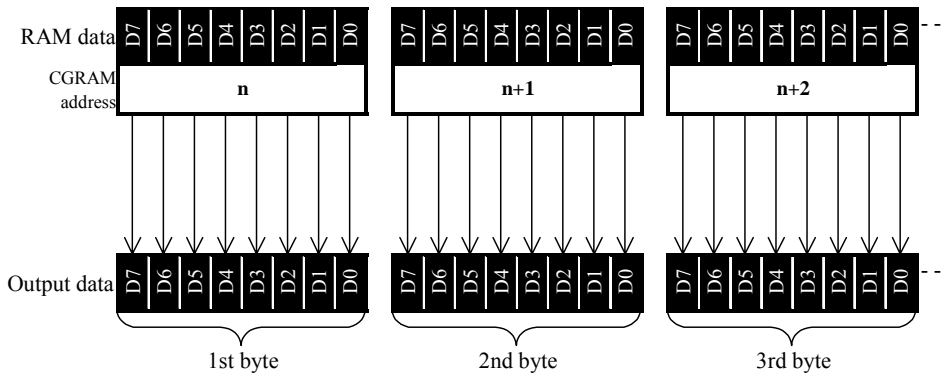 RAM data D7 D6 D5 D4 D3 D2 D1 D0 D7 D6 D5 D4 D3 D2 D1 D0 D7 D6 D5 D4 D3 D2 D1 D0
CGRAM
address
n n+1 n+2
Output data D7 D6 D5 D4 D3 D2 D1 D0 D7 D6 D5 D4 D3 D2 D1 D0 D7 D6 D5 D4 D3 D2 D1 D0
1st byte 2nd byte 3rd byte